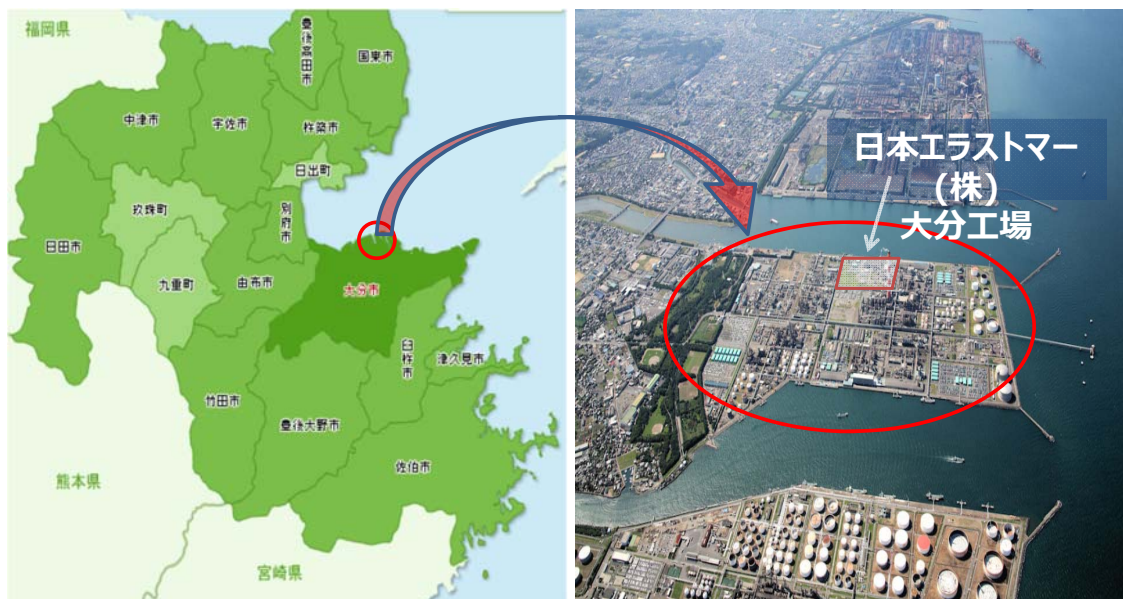 福岡県
豊後高田市
国東市
中津市
宇佐市
杵築市
日出町
玖珠町
別府市
日田市
九重町
由布市
大分市
臼杵市
津久見市
竹田市
豊後大野市
佐伯市
熊本県
宮崎県
日本エラストマー
(株)
大分工場